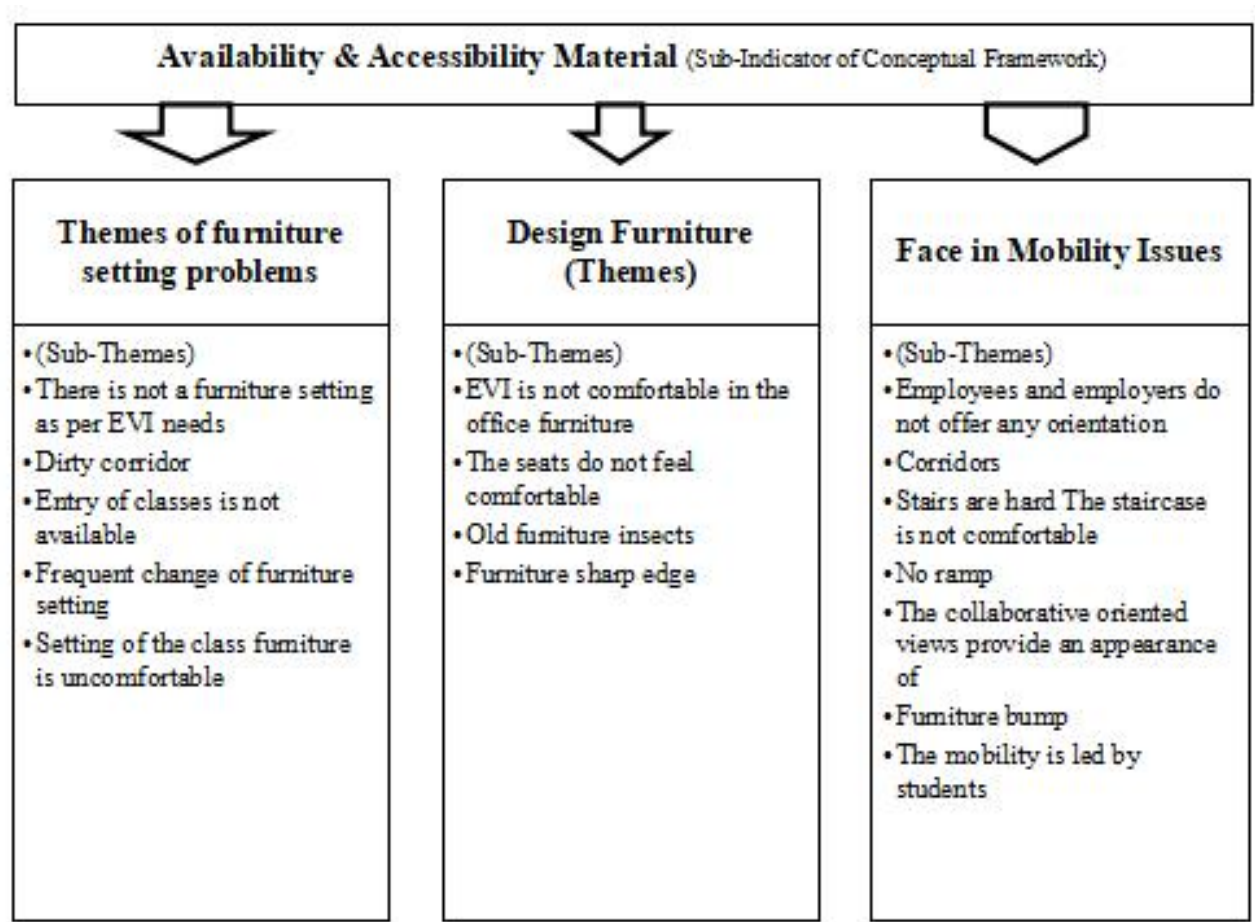 Availability & Accessibility Material (Sub-Indicator of Conceptual Framework)
Themes of furniture
setting problems
•(Sub-Themes)
•There is not a furniture setting
as per EVI needs
•Dirty corridor
•Entry of classes is not
available
•Frequent change of furniture
setting
•Setting of the class furniture
is uncomfortable
Design Furniture
(Themes)
•(Sub-Themes)
•EVI is not comfortable in the
office furniture
•The seats do not feel
comfortable
•Old furniture insects
•Furniture sharp edge
Face in Mobility Issues
•(Sub-Themes)
•Employees and employers do
not offer any orientation
•Corridors
•Stairs are hard The staircase
is not comfortable
•No ramp
•The collaborative oriented
views provide an appearance
of
•Furniture bump
•The mobility is led by
students